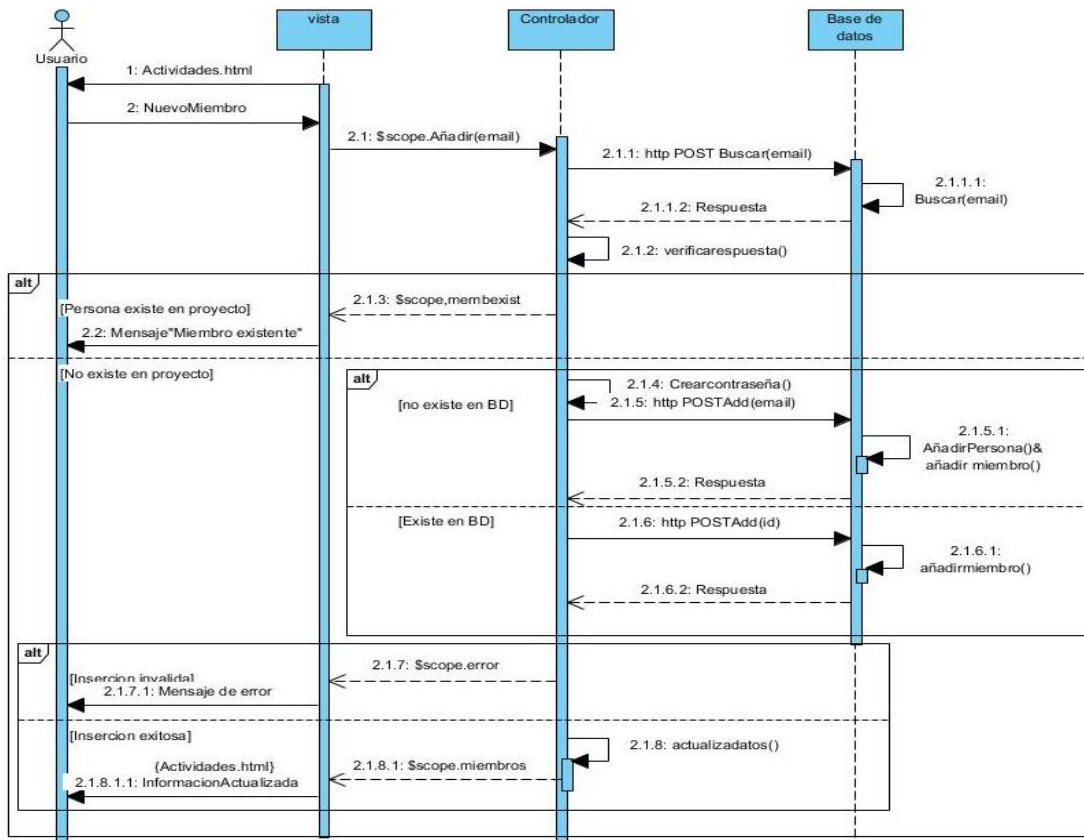 vista
Controlador
Base de
datos
Usuario
1: Actividades.html
2: NuevoMiembro
2.1: $scope.Añadir(email)
2.1.1: http POST Buscar(email)
2.1.1.1:
Buscar(email)
2.1.1.2: Respuesta
2.1.2: verificarespuesta()
alt
[Persona existe en proyecto]
2.1.3: $scope,membexist
2.2: Mensaje"Miembro existente"
[No existe en proyecto]
alt
[no existe en BD]
2.1.4: Crearcontraseña()
2.1.5: http POSTAdd(email)
2.1.5.1:
AñadirPersona()&
añadir miembro()
2.1.5.2: Respuesta
[Existe en BD]
2.1.6: http POSTAdd(id)
2.1.6.1:
añadirmiembro()
2.1.6.2: Respuesta
alt
[Insercion invalida]
2.1.7: $scope.error
2.1.7.1: Mensaje de error
[Insercion exitosa]
2.1.8: actualizadatos()
{Actividades.html}
2.1.8.1: $scope.miembros
2.1.8.1.1: InformacionActualizada